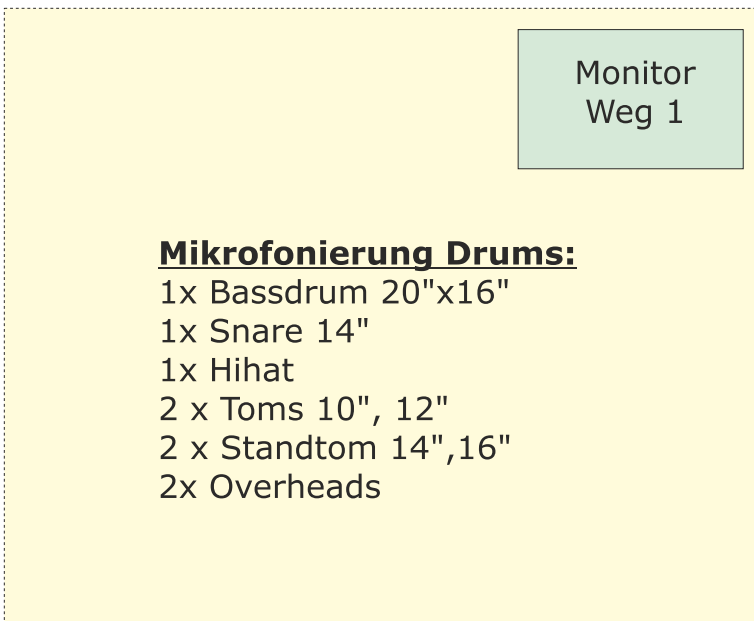 Monitor
Weg 1
Mikrofonierung Drums:
1x Bassdrum 20"x16"
1x Snare 14"
1x Hihat
2 x Toms 10", 12"
2 x Standtom 14",16"
2x Overheads